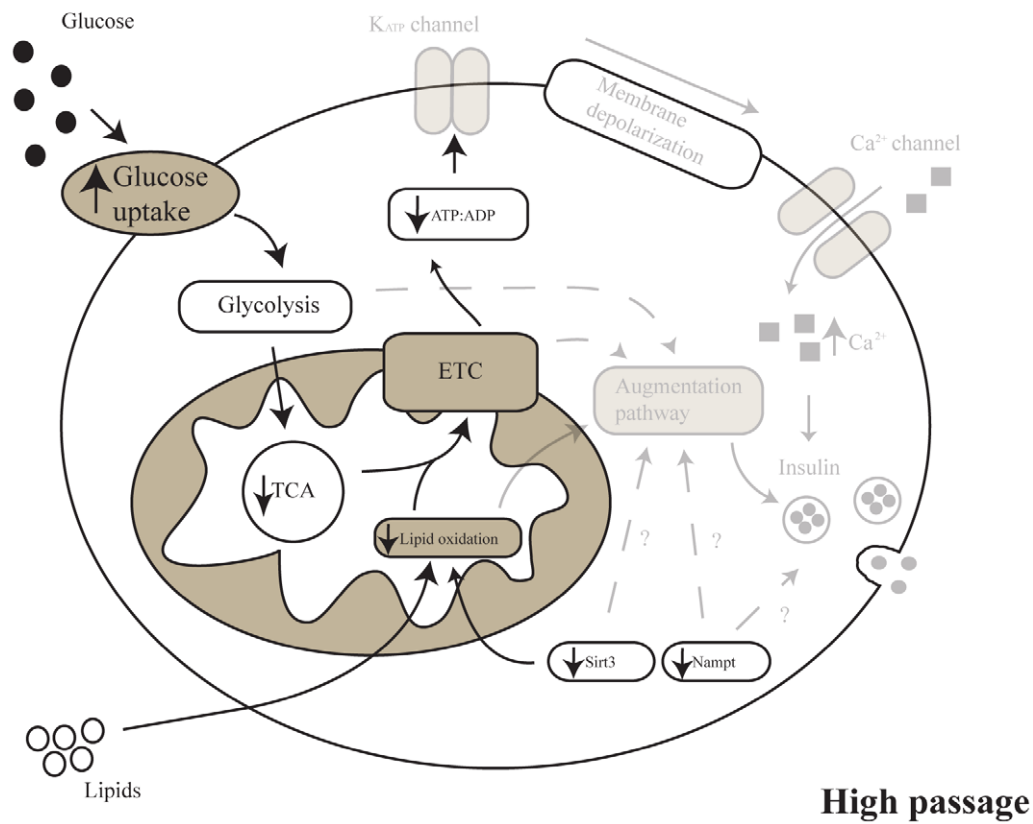 Glucose
K_ATP channel
Membrane
depolarization
Ca²⁺ channel
Glucose
uptake
ATP:ADP
Glycolysis
Ca²⁺
ETC
Augmentation
pathway
Insulin
TCA
Lipid oxidation
?
?
?
Sirt3
Nampt
Lipids
High passage